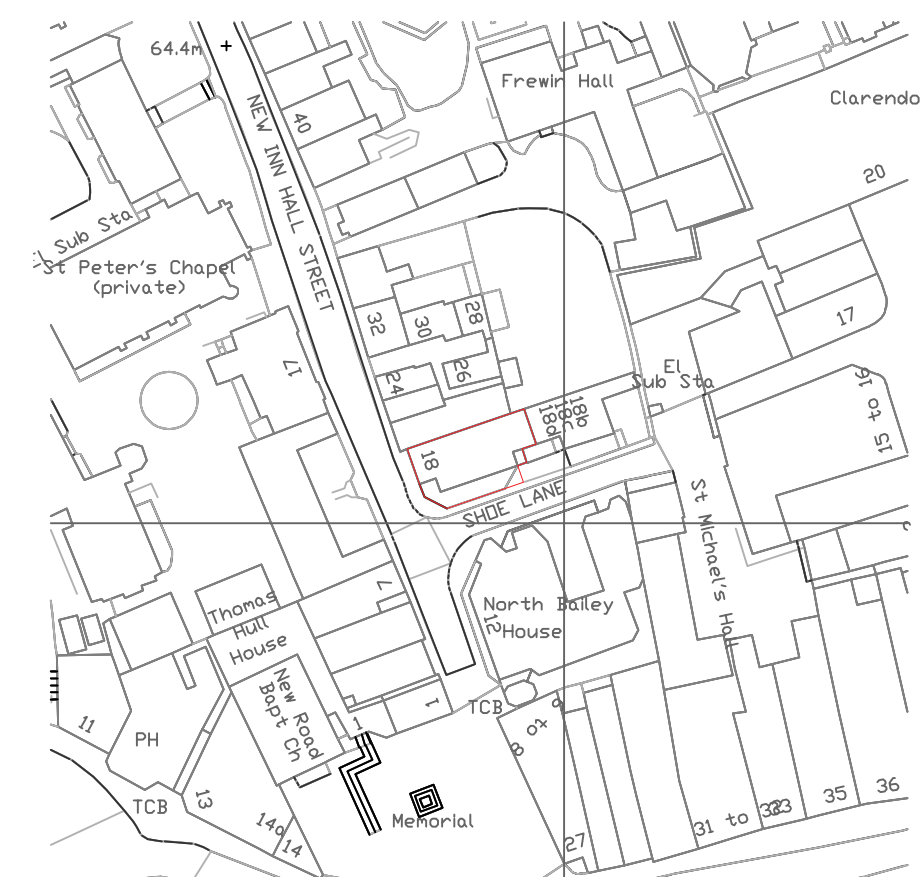 64.4m
Frewin Hall
Clarendo
NEW INN HALL STREET
40
20
El Sub Sta
St Peter's Chapel
(private)
32
30
28
17
24
26
17
El
Sub Sta
16 to 15
18
18d
18c
18b
SHOE LANE
St Michael's Hall
Thomas
Hull
House
7
North Bailey
House
12
New Road
Bapt Ch
1
1
TCB
8 to 9
11
PH
TCB
13
14a
14
Memorial
27
31 to 32
33
35
36